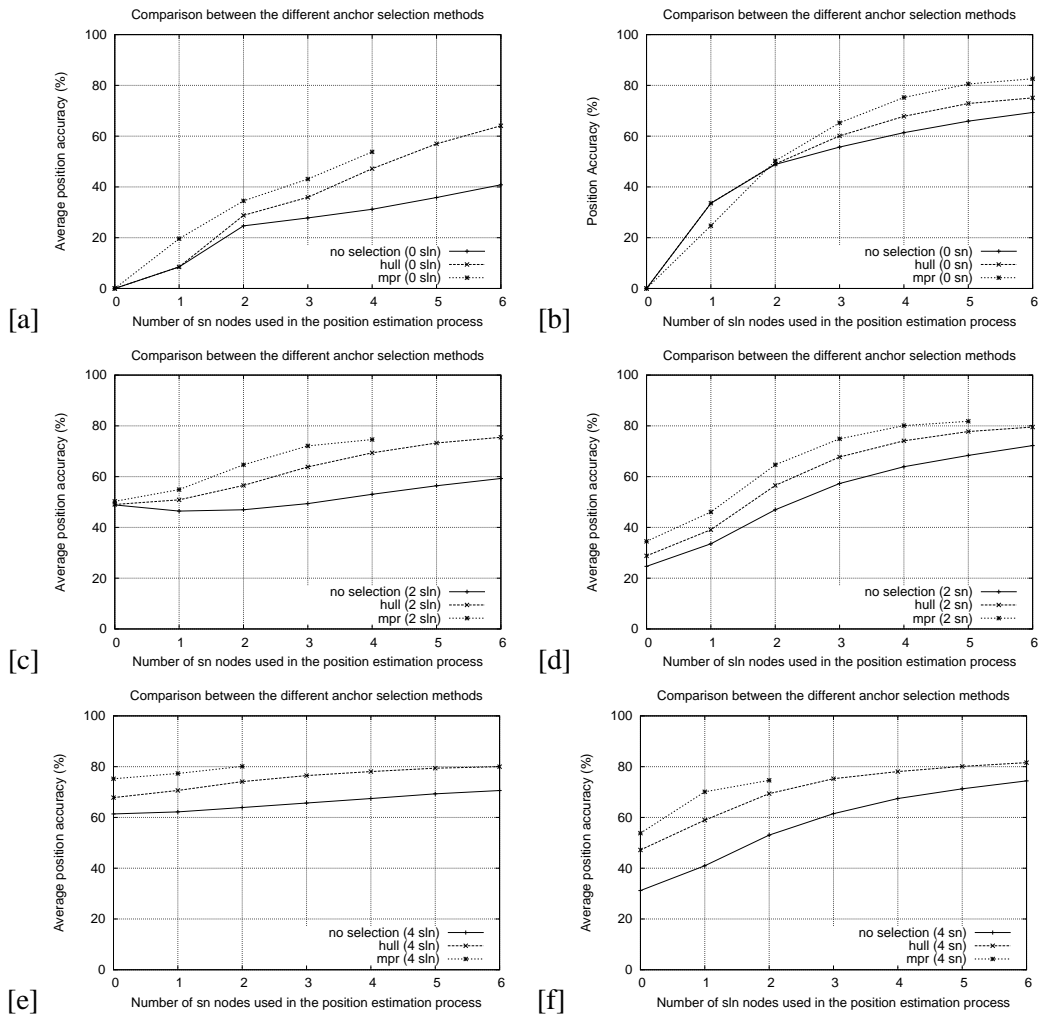 Comparison between the different anchor selection methods
Average position accuracy (%)
100
80
60
40
20
0
no selection (0 sln)
hull (0 sln)
mpr (0 sln)
0 1 2 3 4 5 6
Number of sn nodes used in the position estimation process
[a]
Comparison between the different anchor selection methods
Position Accuracy (%)
100
80
60
40
20
0
no selection (0 sn)
hull (0 sn)
mpr (0 sn)
0 1 2 3 4 5 6
Number of sln nodes used in the position estimation process
[b]
Comparison between the different anchor selection methods
Average position accuracy (%)
100
80
60
40
20
0
no selection (2 sln)
hull (2 sln)
mpr (2 sln)
0 1 2 3 4 5 6
Number of sn nodes used in the position estimation process
[c]
Comparison between the different anchor selection methods
Average position accuracy (%)
100
80
60
40
20
0
no selection (2 sn)
hull (2 sn)
mpr (2 sn)
0 1 2 3 4 5 6
Number of sln nodes used in the position estimation process
[d]
Comparison between the different anchor selection methods
Average position accuracy (%)
100
80
60
40
20
0
no selection (4 sln)
hull (4 sln)
mpr (4 sln)
0 1 2 3 4 5 6
Number of sn nodes used in the position estimation process
[e]
Comparison between the different anchor selection methods
Average position accuracy (%)
100
80
60
40
20
0
no selection (4 sn)
hull (4 sn)
mpr (4 sn)
0 1 2 3 4 5 6
Number of sln nodes used in the position estimation process
[f]